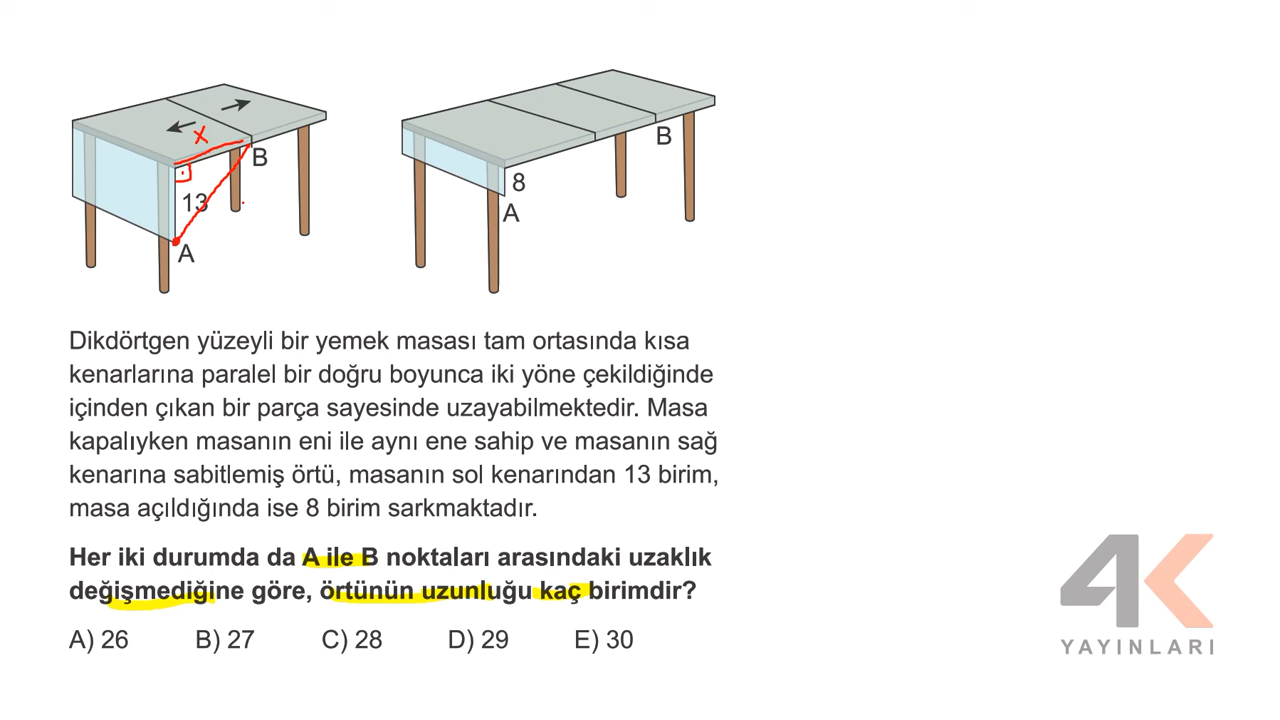 x
B
13
A
B
8
A
Dikdörtgen yüzeyli bir yemek masası tam ortasında kısa
kenarlarına paralel bir doğru boyunca iki yöne çekildiğinde
içinden çıkan bir parça sayesinde uzayabilmektedir. Masa
kapalıyken masanın eni ile aynı ene sahip ve masanın sağ
kenarına sabitlemiş örtü, masanın sol kenarından 13 birim,
masa açıldığında ise 8 birim sarkmaktadır.
Her iki durumda da A ile B noktaları arasındaki uzaklık
değişmediğine göre, örtünün uzunluğu kaç birimdir?
A) 26 B) 27 C) 28 D) 29 E) 30
4K
YAYINLARI